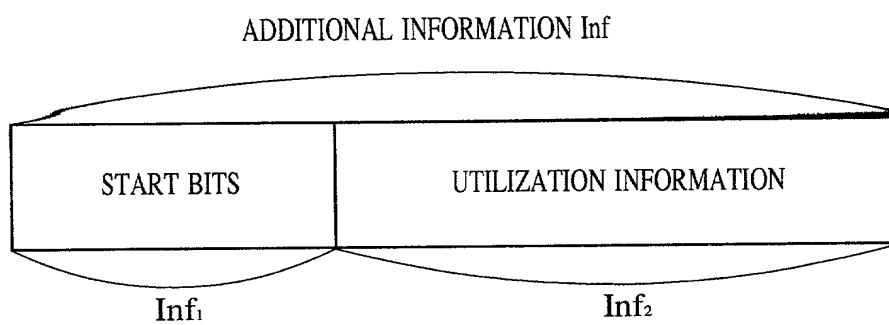 ADDITIONAL INFORMATION Inf
START BITS
UTILIZATION INFORMATION
Inf₁
Inf₂